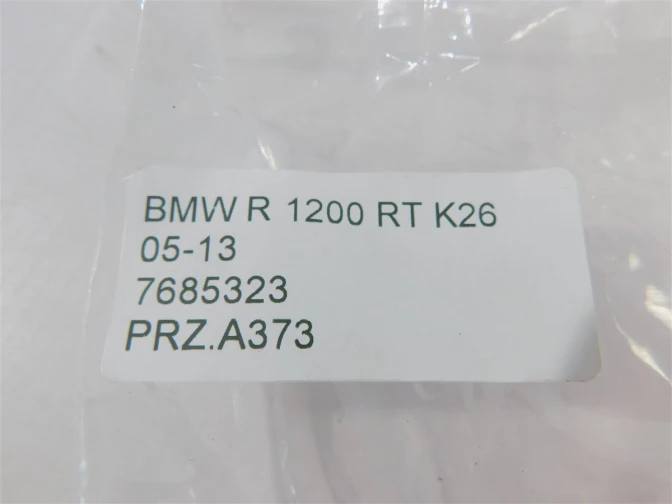 BMW R 1200 RT K26
05-13
7685323
PRZ.A373